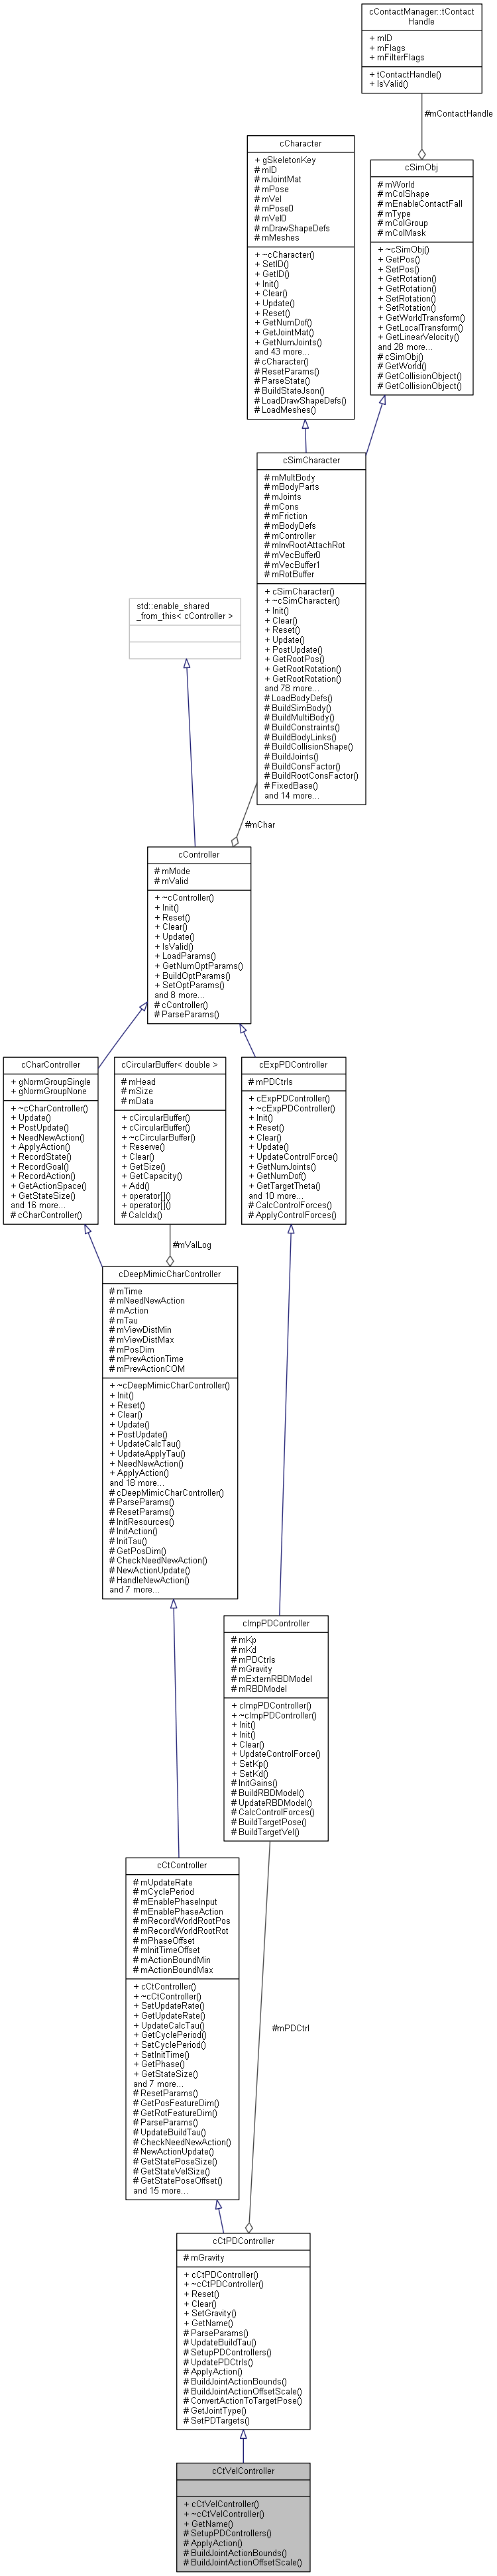 cContactManager::tContact
Handle
+ mID
+ mFlags
+ mFilterFlags
+ tContactHandle()
+ IsValid()
#mContactHandle
cCharacter
+ gSkeletonKey
# mID
# mJointMat
# mPose
# mVel
# mPose0
# mVel0
# mDrawShapeDefs
# mMeshes
+ ~cCharacter()
+ SetID()
+ GetID()
+ Init()
+ Clear()
+ Update()
+ Reset()
+ GetNumDof()
+ GetJointMat()
+ GetNumJoints()
and 43 more...
# cCharacter()
# ResetParams()
# ParseState()
# BuildStateJson()
# LoadDrawShapeDefs()
# LoadMeshes()
cSimObj
# mWorld
# mColShape
# mEnableContactFall
# mType
# mColGroup
# mColMask
+ ~cSimObj()
+ GetPos()
+ SetPos()
+ GetRotation()
+ GetRotation()
+ SetRotation()
+ SetRotation()
+ GetWorldTransform()
+ GetLocalTransform()
+ GetLinearVelocity()
and 28 more...
# cSimObj()
# GetWorld()
# GetCollisionObject()
# GetCollisionObject()
cSimCharacter
# mMultBody
# mBodyParts
# mJoints
# mCons
# mFriction
# mBodyDefs
# mController
# mInvRootAttachRot
# mVecBuffer0
# mVecBuffer1
# mRotBuffer
+ cSimCharacter()
+ ~cSimCharacter()
+ Init()
+ Clear()
+ Reset()
+ Update()
+ PostUpdate()
+ GetRootPos()
+ GetRootRotation()
+ GetRootRotation()
and 78 more...
# LoadBodyDefs()
# BuildSimBody()
# BuildMultiBody()
# BuildConstraints()
# BuildBodyLinks()
# BuildCollisionShape()
# BuildJoints()
# BuildConsFactor()
# BuildRootConsFactor()
# FixedBase()
and 14 more...
std::enable_shared
_from_this< cController >
#mChar
cController
# mMode
# mValid
+ ~cController()
+ Init()
+ Reset()
+ Clear()
+ Update()
+ IsValid()
+ LoadParams()
+ GetNumOptParams()
+ BuildOptParams()
+ SetOptParams()
and 8 more...
# cController()
# ParseParams()
cCharController
+ gNormGroupSingle
+ gNormGroupNone
+ ~cCharController()
+ Update()
+ PostUpdate()
+ NeedNewAction()
+ ApplyAction()
+ RecordState()
+ RecordGoal()
+ RecordAction()
+ GetActionSpace()
+ GetStateSize()
and 16 more...
# cCharController()
cCircularBuffer< double >
# mHead
# mSize
# mData
+ cCircularBuffer()
+ cCircularBuffer()
+ ~cCircularBuffer()
+ Reserve()
+ Clear()
+ GetSize()
+ GetCapacity()
+ Add()
+ operator[]()
+ operator[]()
# CalcIdx()
cExpPDController
# mPDCtrls
+ cExpPDController()
+ ~cExpPDController()
+ Init()
+ Reset()
+ Clear()
+ Update()
+ UpdateControlForce()
+ GetNumJoints()
+ GetNumDof()
+ GetTargetTheta()
and 10 more...
# CalcControlForces()
# ApplyControlForces()
#mValLog
cDeepMimicCharController
# mTime
# mNeedNewAction
# mAction
# mTau
# mViewDistMin
# mViewDistMax
# mPosDim
# mPrevActionTime
# mPrevActionCOM
+ ~cDeepMimicCharController()
+ Init()
+ Reset()
+ Clear()
+ Update()
+ PostUpdate()
+ UpdateCalcTau()
+ UpdateApplyTau()
+ NeedNewAction()
+ ApplyAction()
and 18 more...
# cDeepMimicCharController()
# ParseParams()
# ResetParams()
# InitResources()
# InitAction()
# InitTau()
# GetPosDim()
# CheckNeedNewAction()
# NewActionUpdate()
# HandleNewAction()
and 7 more...
cImpPDController
# mKp
# mKd
# mPDCtrls
# mGravity
# mExternRBDModel
# mRBDModel
+ cImpPDController()
+ ~cImpPDController()
+ Init()
+ Init()
+ Clear()
+ UpdateControlForce()
+ SetKp()
+ SetKd()
# InitGains()
# BuildRBDModel()
# UpdateRBDModel()
# CalcControlForces()
# BuildTargetPose()
# BuildTargetVel()
cCtController
# mUpdateRate
# mCyclePeriod
# mEnablePhaseInput
# mEnablePhaseAction
# mRecordWorldRootPos
# mRecordWorldRootRot
# mPhaseOffset
# mInitTimeOffset
# mActionBoundMin
# mActionBoundMax
+ cCtController()
+ ~cCtController()
+ SetUpdateRate()
+ GetUpdateRate()
+ UpdateCalcTau()
+ GetCyclePeriod()
+ SetCyclePeriod()
+ SetInitTime()
+ GetPhase()
+ GetStateSize()
and 7 more...
# ResetParams()
# GetPosFeatureDim()
# GetRotFeatureDim()
# ParseParams()
# UpdateBuildTau()
# CheckNeedNewAction()
# NewActionUpdate()
# GetStatePoseSize()
# GetStateVelSize()
# GetStatePoseOffset()
and 15 more...
#mPDCtrl
cCtPDController
# mGravity
+ cCtPDController()
+ ~cCtPDController()
+ Reset()
+ Clear()
+ SetGravity()
+ GetName()
# ParseParams()
# UpdateBuildTau()
# SetupPDControllers()
# UpdatePDCtrls()
# ApplyAction()
# BuildJointActionBounds()
# BuildJointActionOffsetScale()
# ConvertActionToTargetPose()
# GetJointType()
# SetPDTargets()
cCtVelController
+ cCtVelController()
+ ~cCtVelController()
+ GetName()
# SetupPDControllers()
# ApplyAction()
# BuildJointActionBounds()
# BuildJointActionOffsetScale()